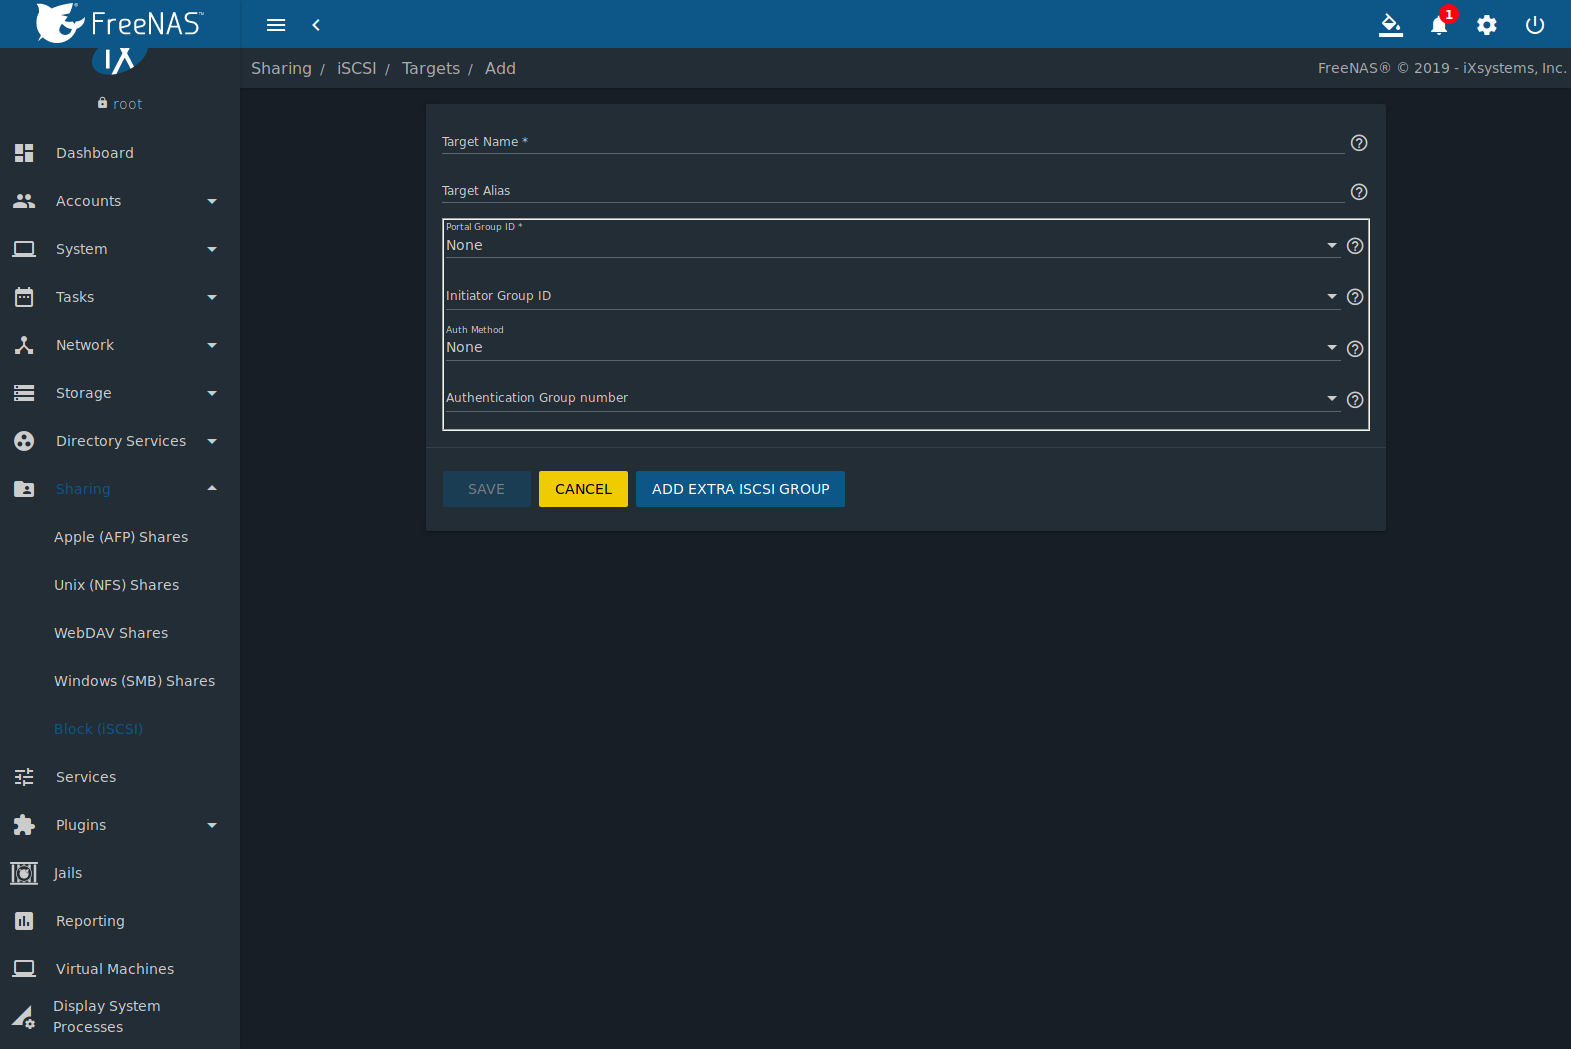 FreeNAS™
1
iX
root
Sharing / iSCSI / Targets / Add
FreeNAS® © 2019 - iXsystems, Inc.
Dashboard
Accounts
System
Tasks
Network
Storage
Directory Services
Sharing
Apple (AFP) Shares
Unix (NFS) Shares
WebDAV Shares
Windows (SMB) Shares
Block (iSCSI)
Services
Plugins
Jails
Reporting
Virtual Machines
Display System
Processes
Target Name *
Target Alias
Portal Group ID *
None
Initiator Group ID
Auth Method
None
Authentication Group number
SAVE
CANCEL
ADD EXTRA ISCSI GROUP